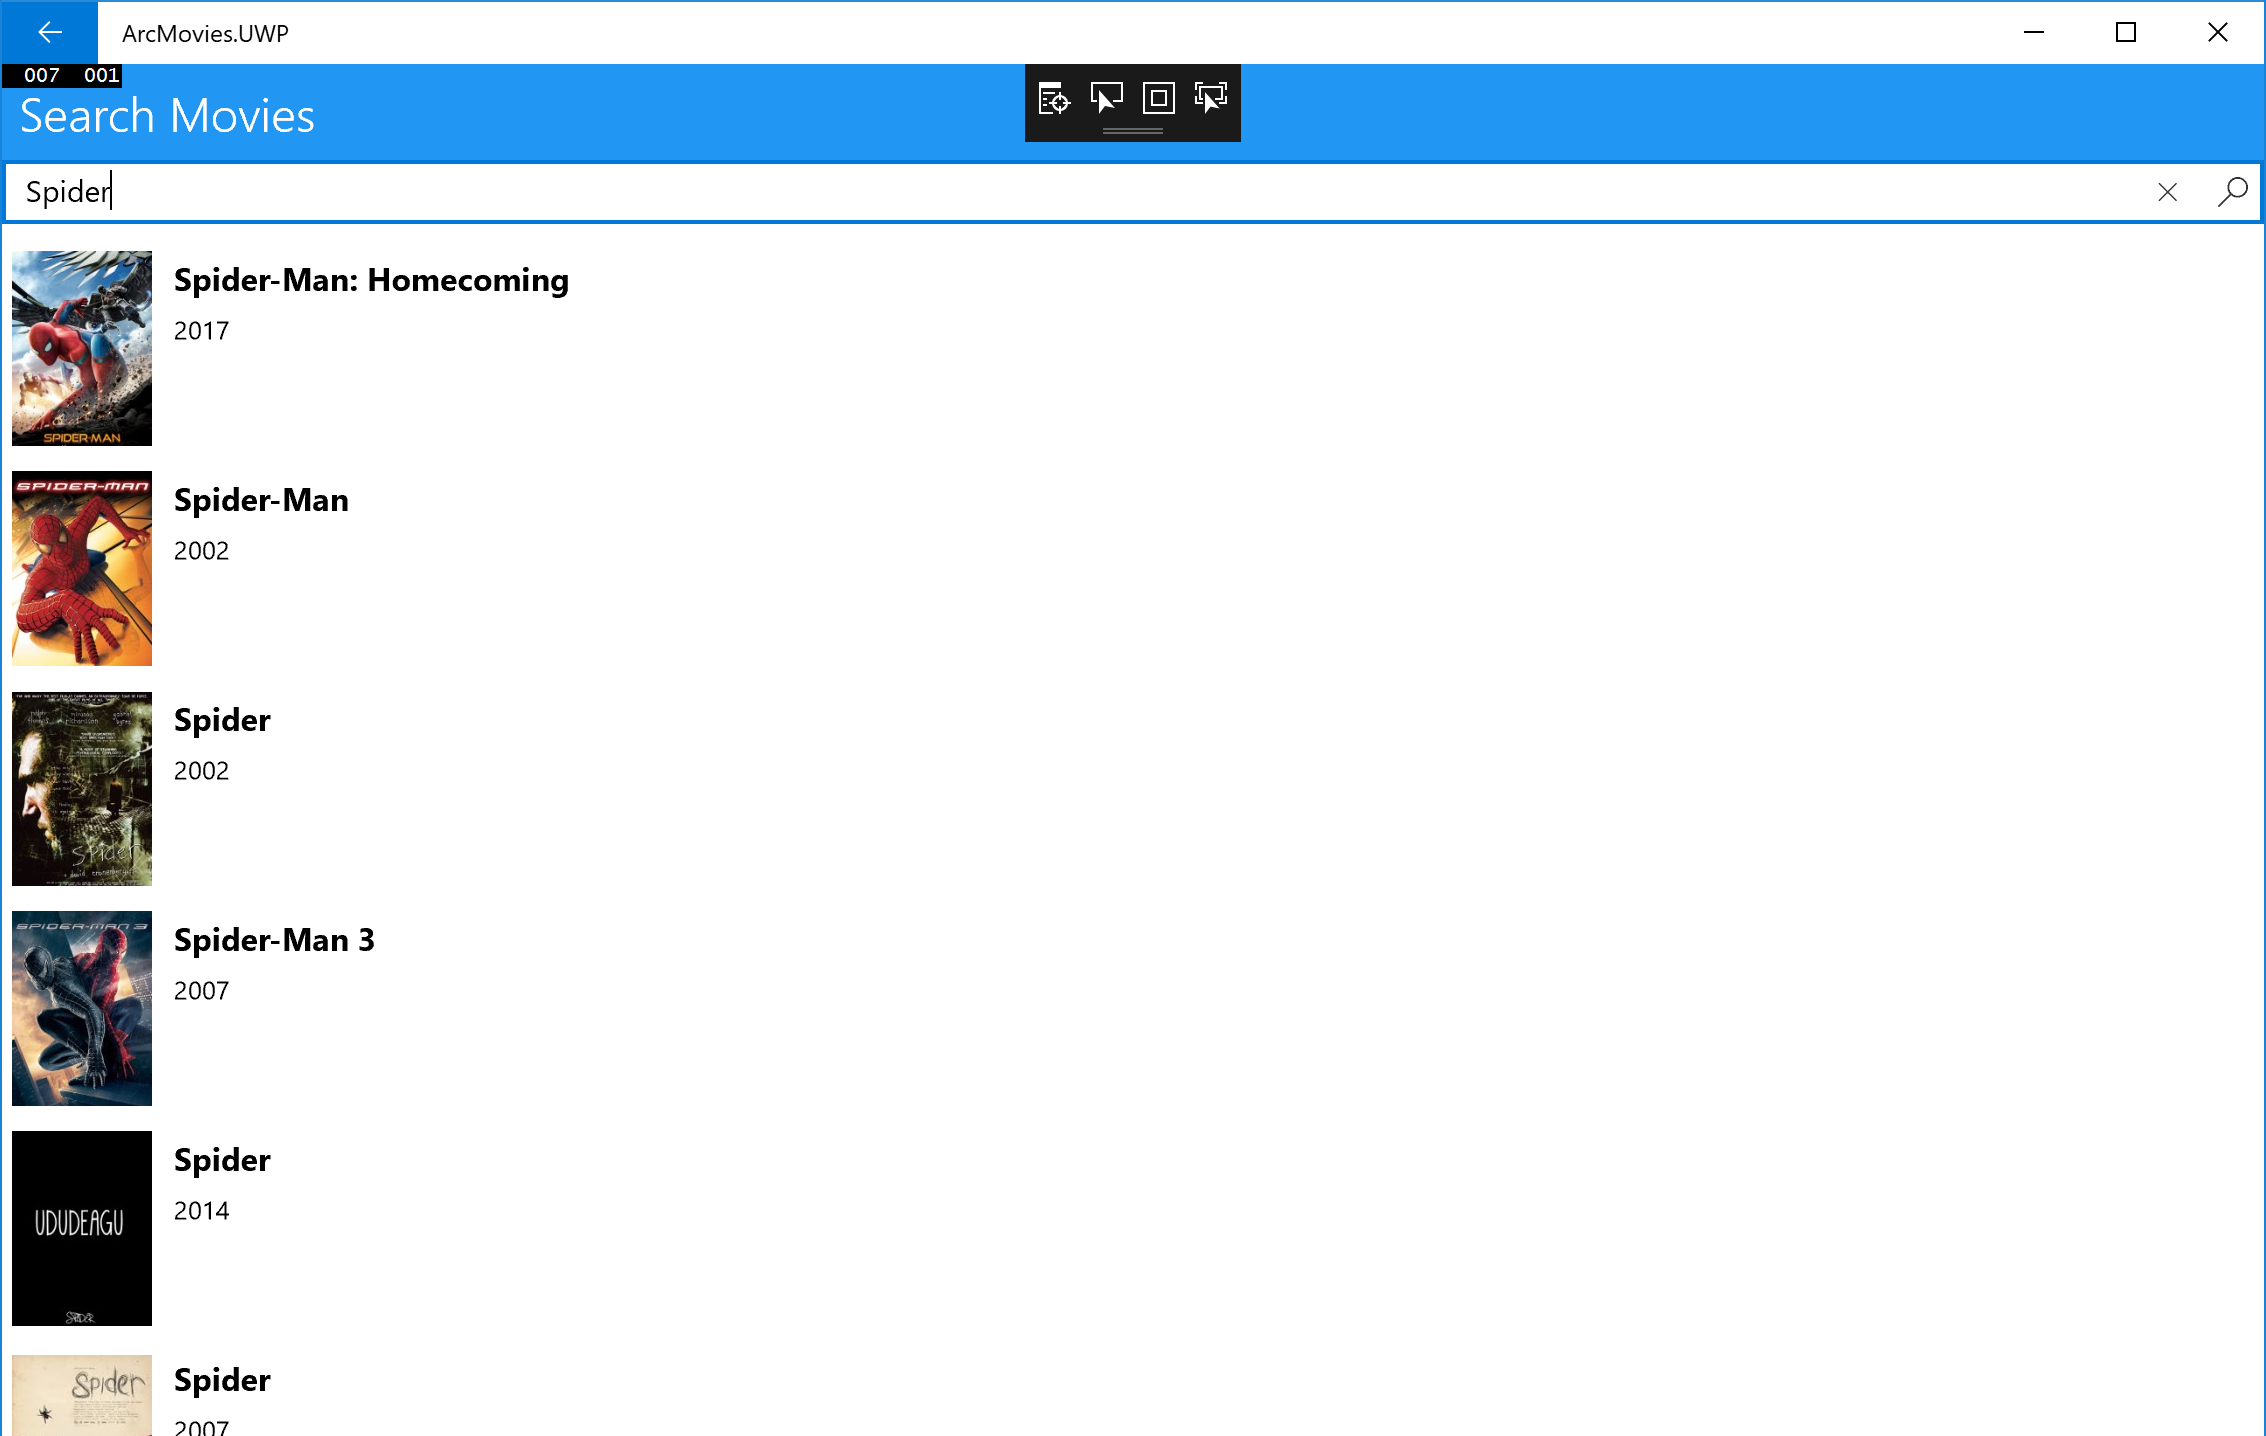 ArcMovies.UWP
007 001
Search Movies
Spider
Spider-Man: Homecoming
2017
SPIDER-MAN
SPIDER-MAN
Spider-Man
2002
Spider
2002
Spider
SPIDER-MAN 3
Spider-Man 3
2007
Spider
2014
UDUDEAGU
SPIDER
Spider
Spider
2007